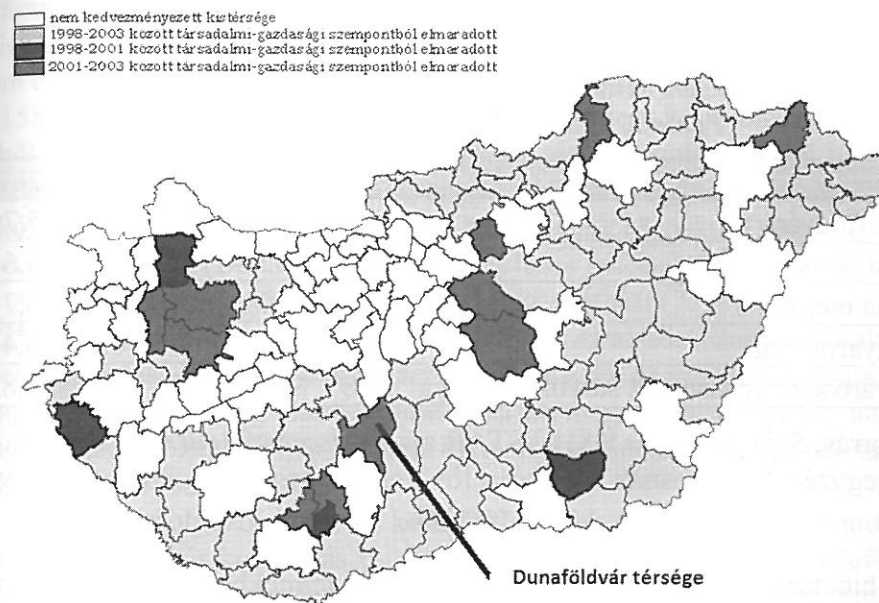 nem kedvezményezett kistérsége
1998-2003 között társadalmi-gazdasági szempontból elmaradott
1998-2001 között társadalmi-gazdasági szempontból elmaradott
2001-2003 között társadalmi-gazdasági szempontból elmaradott
Dunaföldvár térsége